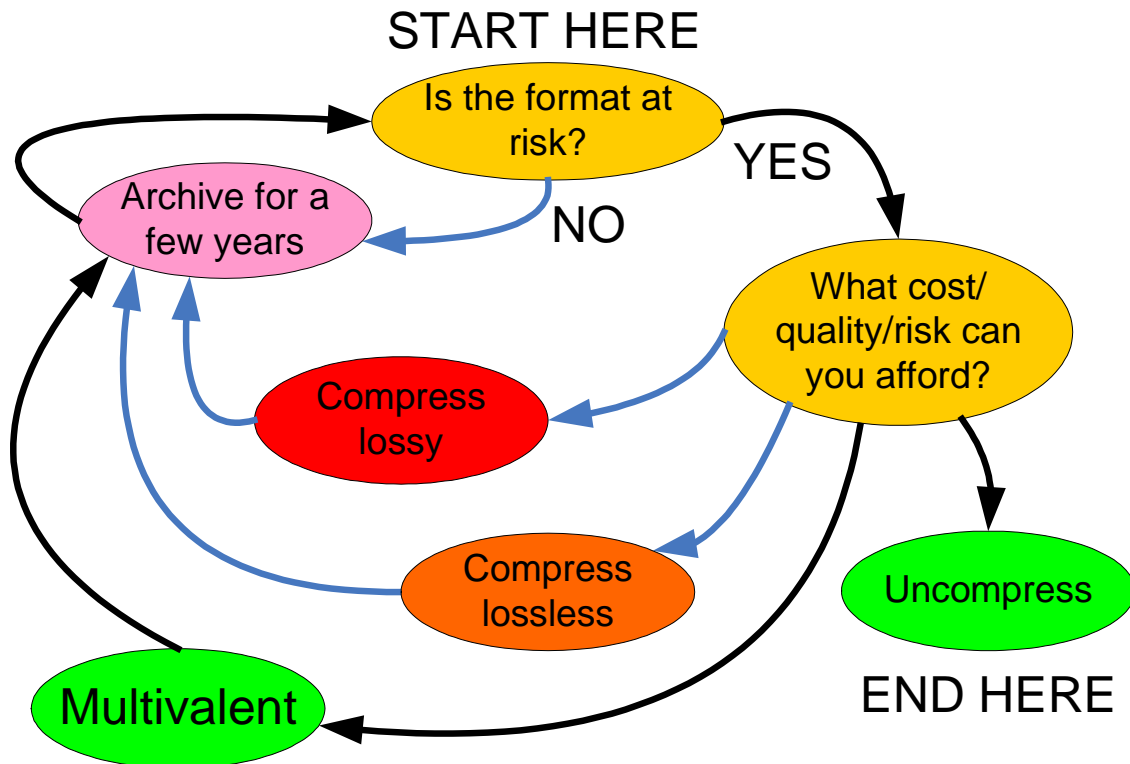 START HERE
Is the format at
risk?
YES
NO
Archive for a
few years
What cost/
quality/risk can
you afford?
Compress
lossy
Compress
lossless
Uncompress
END HERE
Multivalent